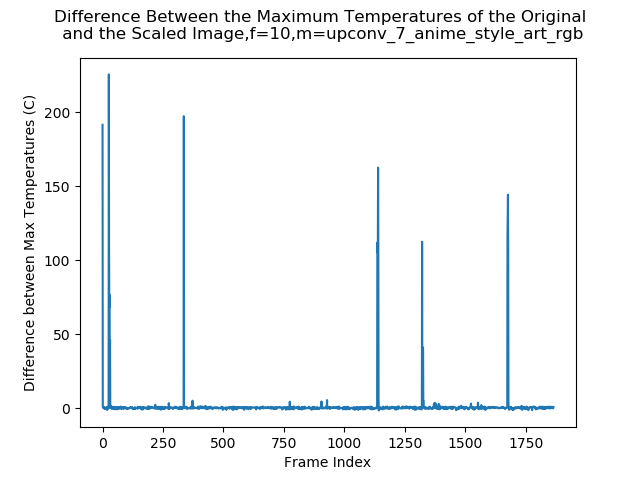 Difference Between the Maximum Temperatures of the Original
and the Scaled Image,f=10,m=upconv_7_anime_style_art_rgb
Difference between Max Temperatures (C)
200
150
100
50
0
0 250 500 750 1000 1250 1500 1750
Frame Index